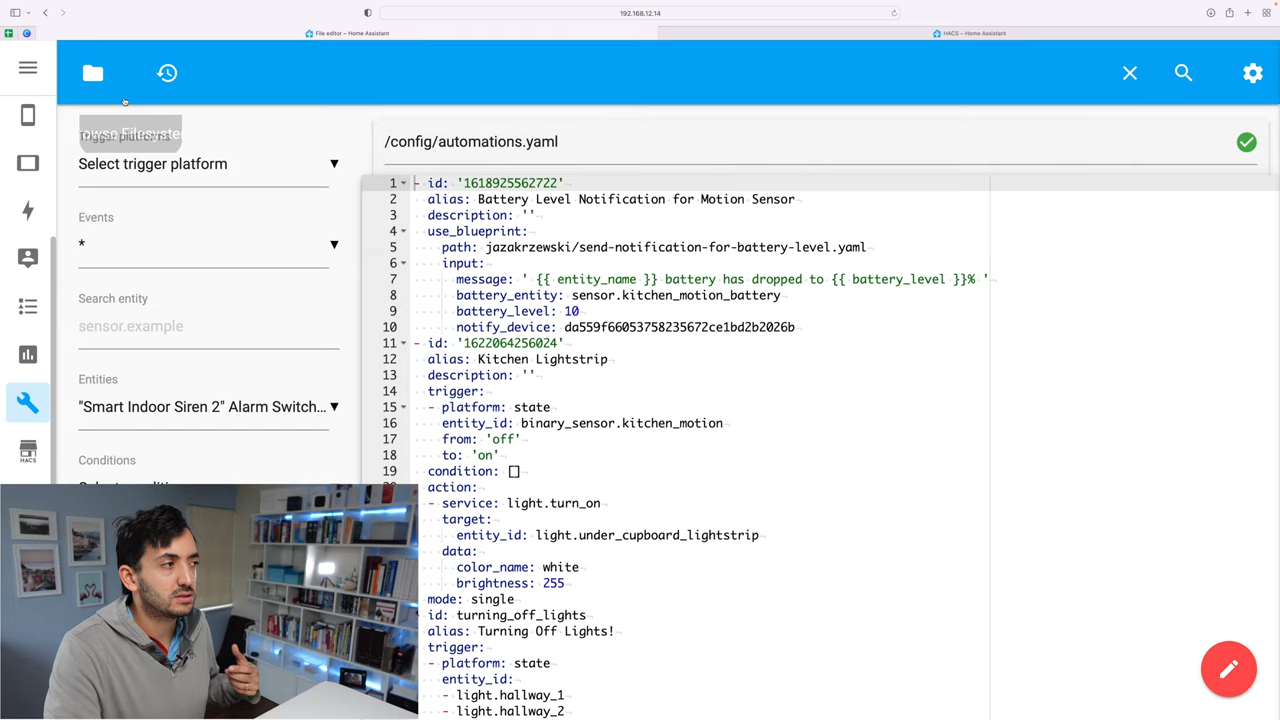 192.168.12.14
File editor – Home Assistant
HACS – Home Assistant
owse Filesyste
Trigger platforms
Select trigger platform
Events
*
Search entity
sensor.example
Entities
"Smart Indoor Siren 2" Alarm Switch...
Conditions
HACS
/config/automations.yaml
1 - id: '1618925562722'
2 alias: Battery Level Notification for Motion Sensor
3 description: ''
4 use_blueprint:
5 path: jazakrzewski/send-notification-for-battery-level.yaml
6 input:
7 message: ' {{ entity_name }} battery has dropped to {{ battery_level }}% '
8 battery_entity: sensor.kitchen_motion_battery
9 battery_level: 10
10 notify_device: da559f66053758235672ce1bd2b2026b
11 - id: '1622064256024'
12 alias: Kitchen Lightstrip
13 description: ''
14 trigger:
15 - platform: state
16 entity_id: binary_sensor.kitchen_motion
17 from: 'off'
18 to: 'on'
19 condition: []
action:
- service: light.turn_on
target:
entity_id: light.under_cupboard_lightstrip
data:
color_name: white
brightness: 255
mode: single
id: turning_off_lights
alias: Turning Off Lights!
trigger:
- platform: state
entity_id:
- light.hallway_1
- light.hallway_2